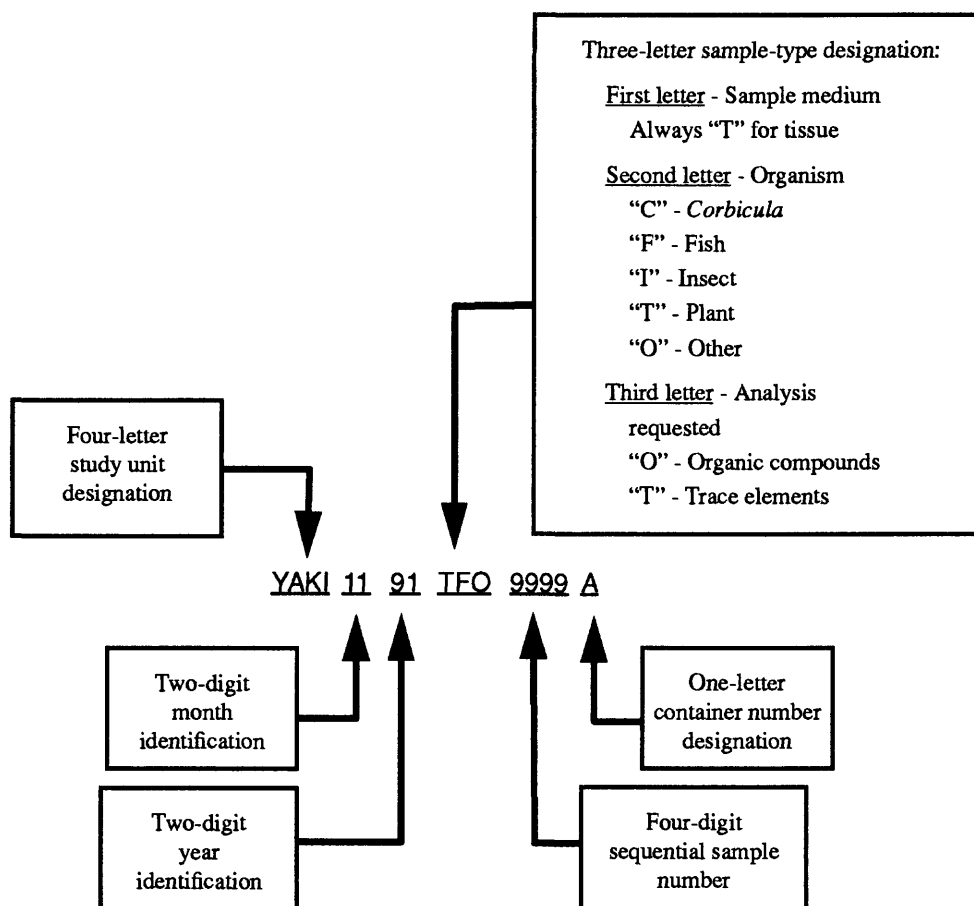 Three-letter sample-type designation:
First letter - Sample medium
Always “T” for tissue
Second letter - Organism
“C” - Corbicula
“F” - Fish
“I” - Insect
“T” - Plant
“O” - Other
Third letter - Analysis
requested
“O” - Organic compounds
“T” - Trace elements
Four-letter
study unit
designation
YAKI 11 91 TFO 9999 A
Two-digit
month
identification
One-letter
container number
designation
Two-digit
year
identification
Four-digit
sequential sample
number